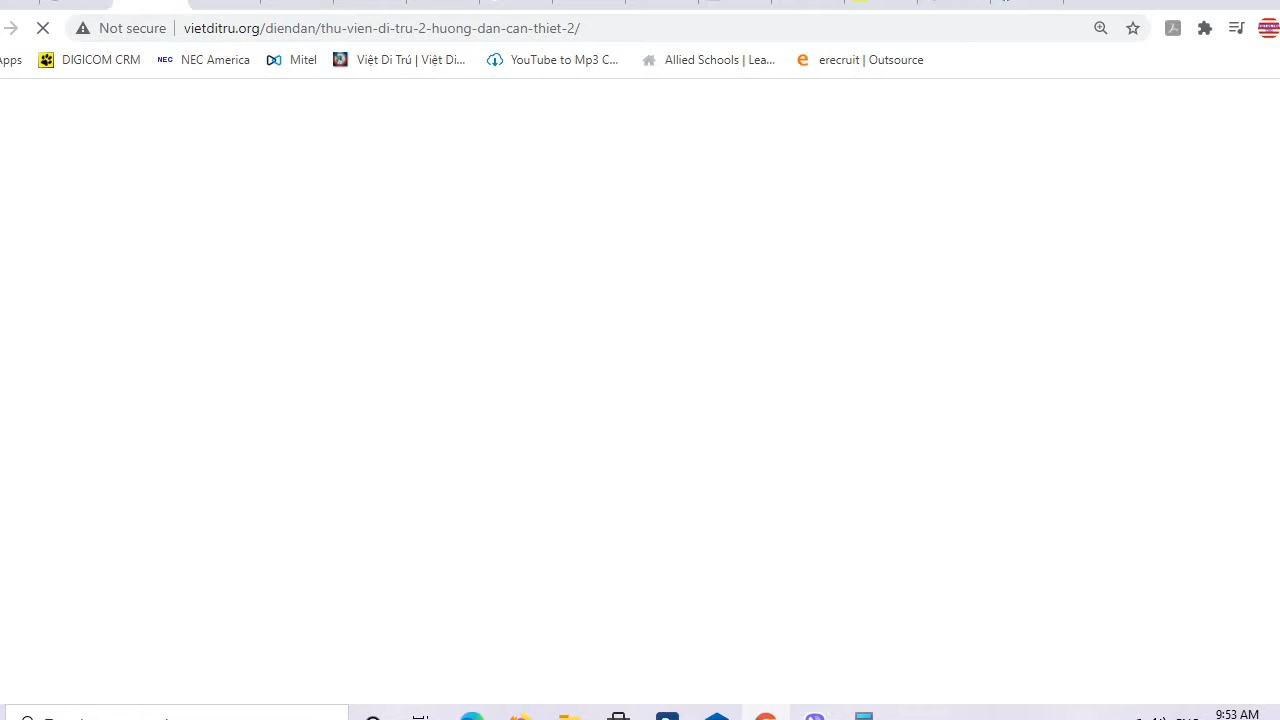 Not secure vietditru.org/diendan/thu-vien-di-tru-2-huong-dan-can-thiet-2/
Apps DIGICOM CRM NEC NEC America Mitel Việt Di Trú | Việt Di... YouTube to Mp3 C... Allied Schools | Lea... erecruit | Outsource
9:53 AM